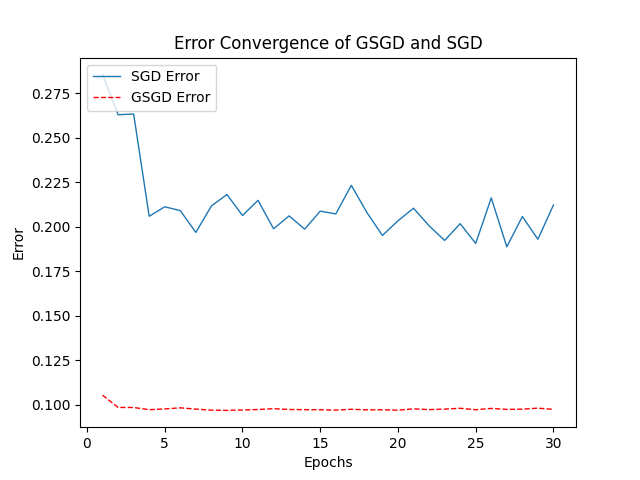 Error Convergence of GSGD and SGD
SGD Error
GSGD Error
0.275
0.250
0.225
0.200
0.175
0.150
0.125
0.100
Error
0 5 10 15 20 25 30
Epochs